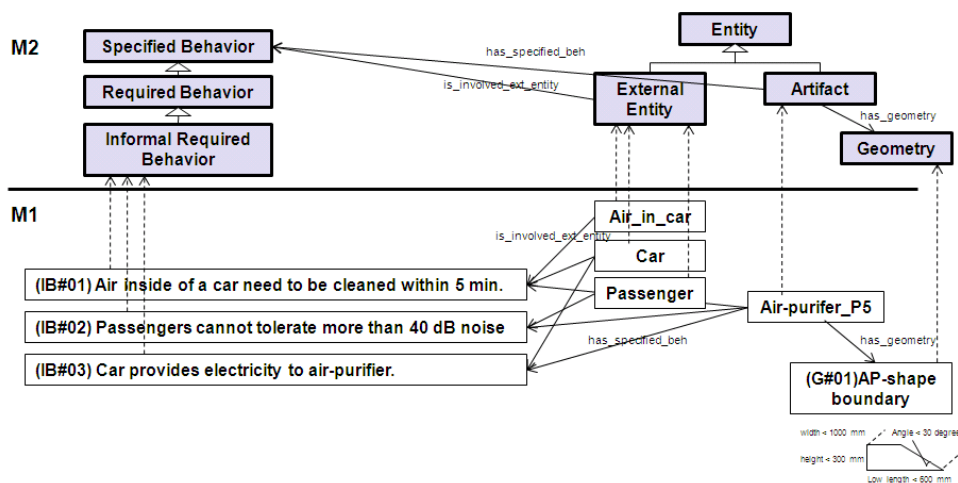 M2
Specified Behavior
Required Behavior
Informal Required
Behavior
has_specified_beh
is_involved_ext_entity
Entity
External
Entity
Artifact
has_geometry
Geometry
M1
Air_in_car
is_involved_ext_entity
Car
Passenger
(IB#01) Air inside of a car need to be cleaned within 5 min.
(IB#02) Passengers cannot tolerate more than 40 dB noise
(IB#03) Car provides electricity to air-purifier.
Air-purifer_P5
has_specified_beh
has_geometry
(G#01)AP-shape
boundary
width < 1000 mm
Angle < 30 degree
height < 300 mm
Low length < 600 mm